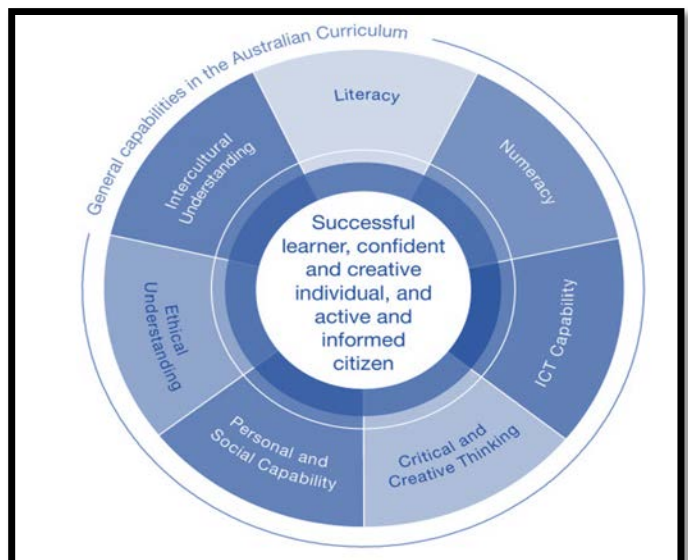 General capabilities in the Australian Curriculum
Literacy
Numeracy
ICT Capability
Critical and
Creative Thinking
Personal and
Social Capability
Ethical
Understanding
Intercultural
Understanding
Successful
learner, confident
and creative
individual, and
active and
informed
citizen